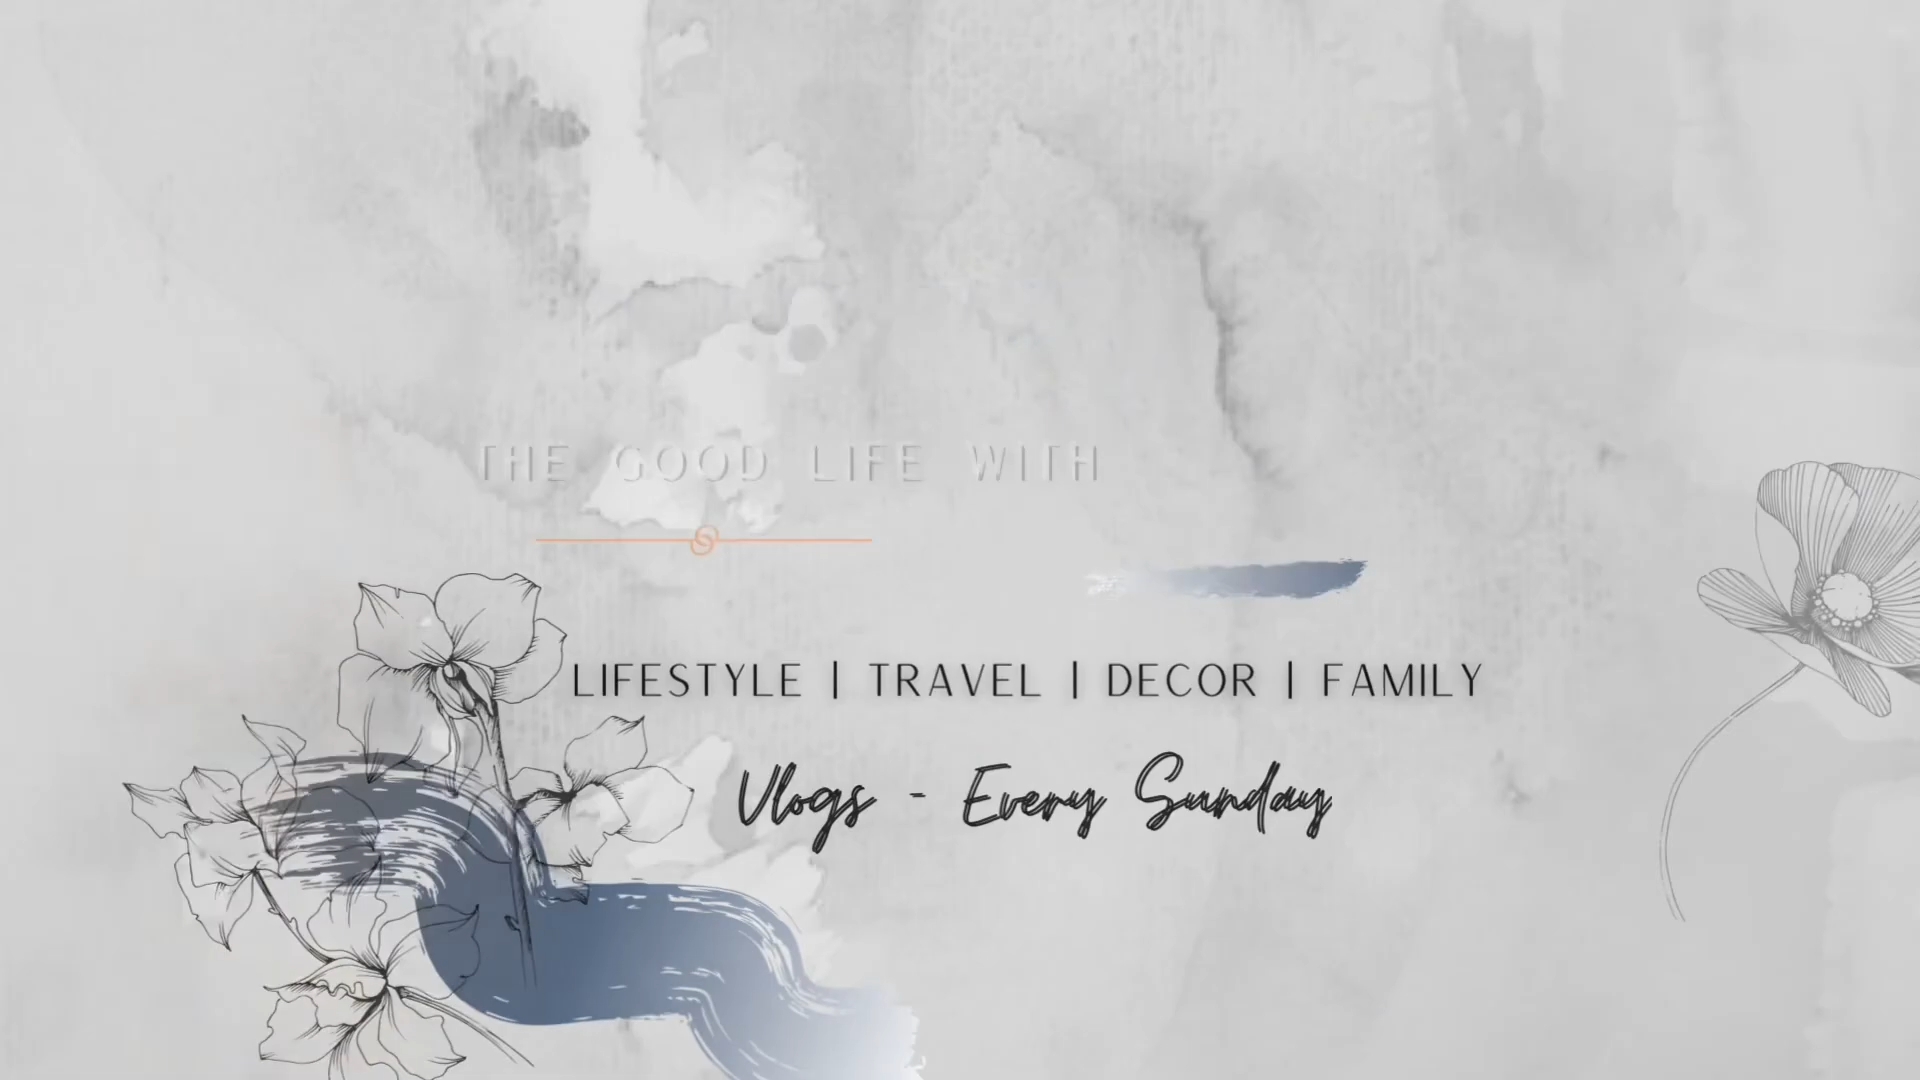 THE GOOD LIFE WITH
LIFESTYLE | TRAVEL | DECOR | FAMILY
Vlogs - Every Sunday